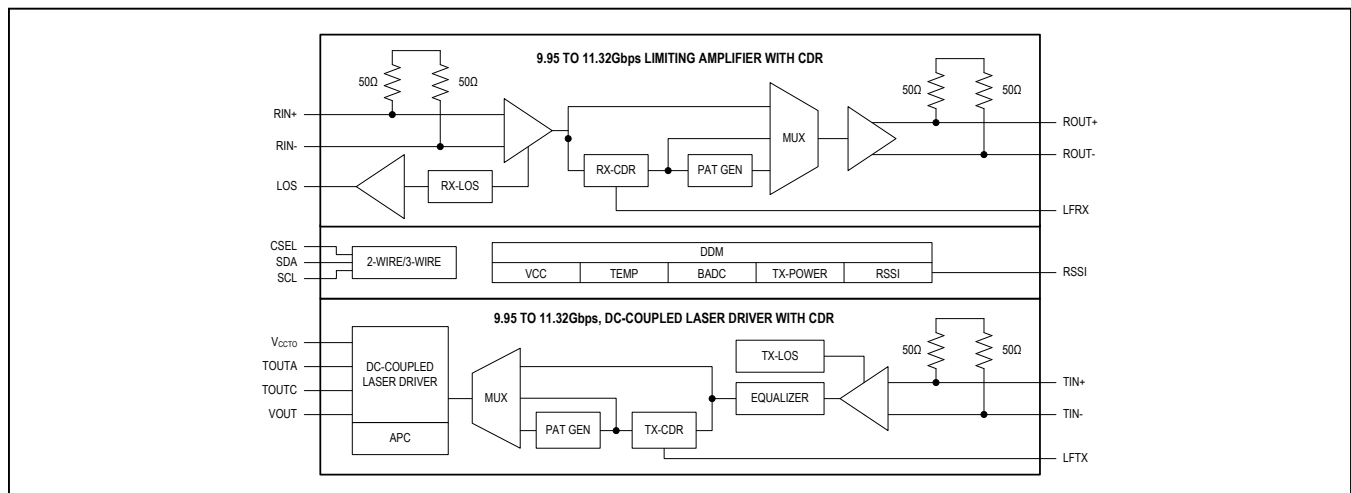 9.95 TO 11.32Gbps LIMITING AMPLIFIER WITH CDR
50Ω
50Ω
50Ω
50Ω
RIN+
RIN-
LOS
RX-LOS
RX-CDR
PAT GEN
MUX
ROUT+
ROUT-
LFRX
CSEL
SDA
SCL
2-WIRE/3-WIRE
DDM
VCC
TEMP
BADC
TX-POWER
RSSI
RSSI
9.95 TO 11.32Gbps, DC-COUPLED LASER DRIVER WITH CDR
VCCTO
TOUTA
TOUTC
VOUT
DC-COUPLED
LASER DRIVER
APC
MUX
PAT GEN
TX-CDR
EQUALIZER
TX-LOS
50Ω
50Ω
TIN+
TIN-
LFTX